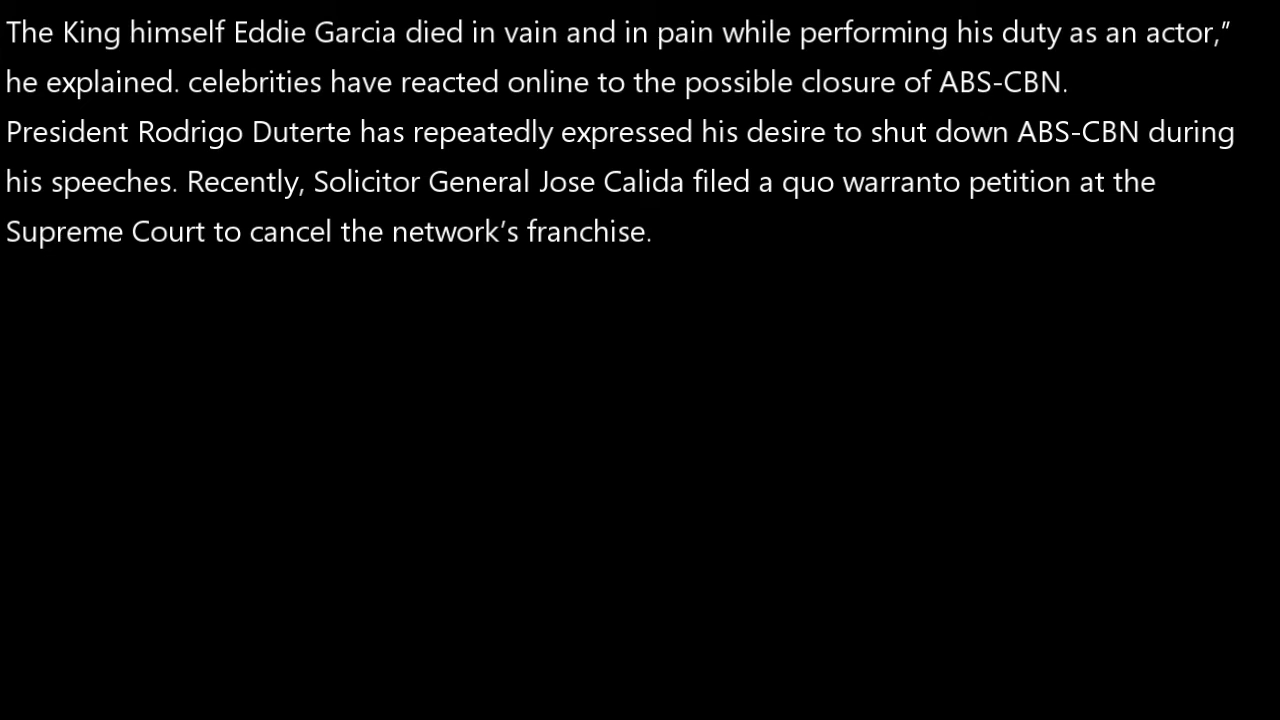 The King himself Eddie Garcia died in vain and in pain while performing his duty as an actor,”
he explained. celebrities have reacted online to the possible closure of ABS-CBN.
President Rodrigo Duterte has repeatedly expressed his desire to shut down ABS-CBN during
his speeches. Recently, Solicitor General Jose Calida filed a quo warranto petition at the
Supreme Court to cancel the network’s franchise.